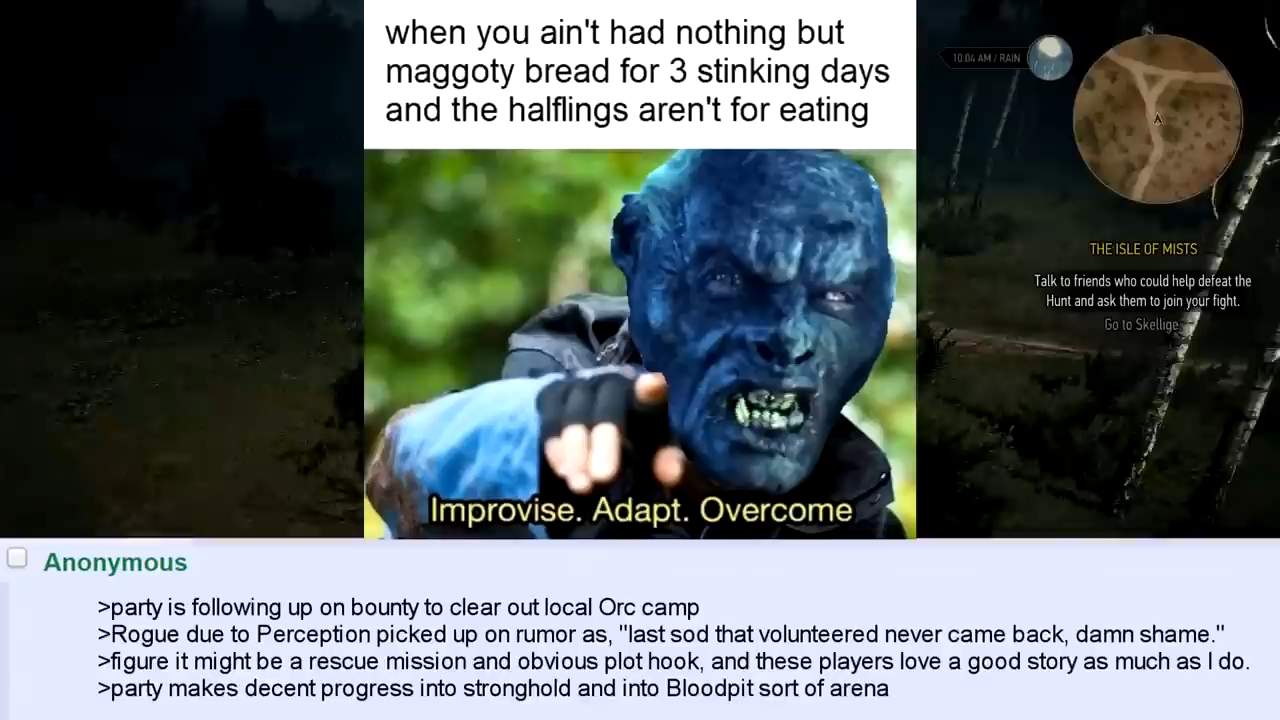 when you ain't had nothing but
maggoty bread for 3 stinking days
and the halflings aren't for eating
10:04 AM / RAIN
N
THE ISLE OF MISTS
Talk to friends who could help defeat the
Hunt and ask them to join your fight.
Go to Skellige
Improvise. Adapt. Overcome
Anonymous
>party is following up on bounty to clear out local Orc camp
>Rogue due to Perception picked up on rumor as, "last sod that volunteered never came back, damn shame."
>figure it might be a rescue mission and obvious plot hook, and these players love a good story as much as I do.
>party makes decent progress into stronghold and into Bloodpit sort of arena